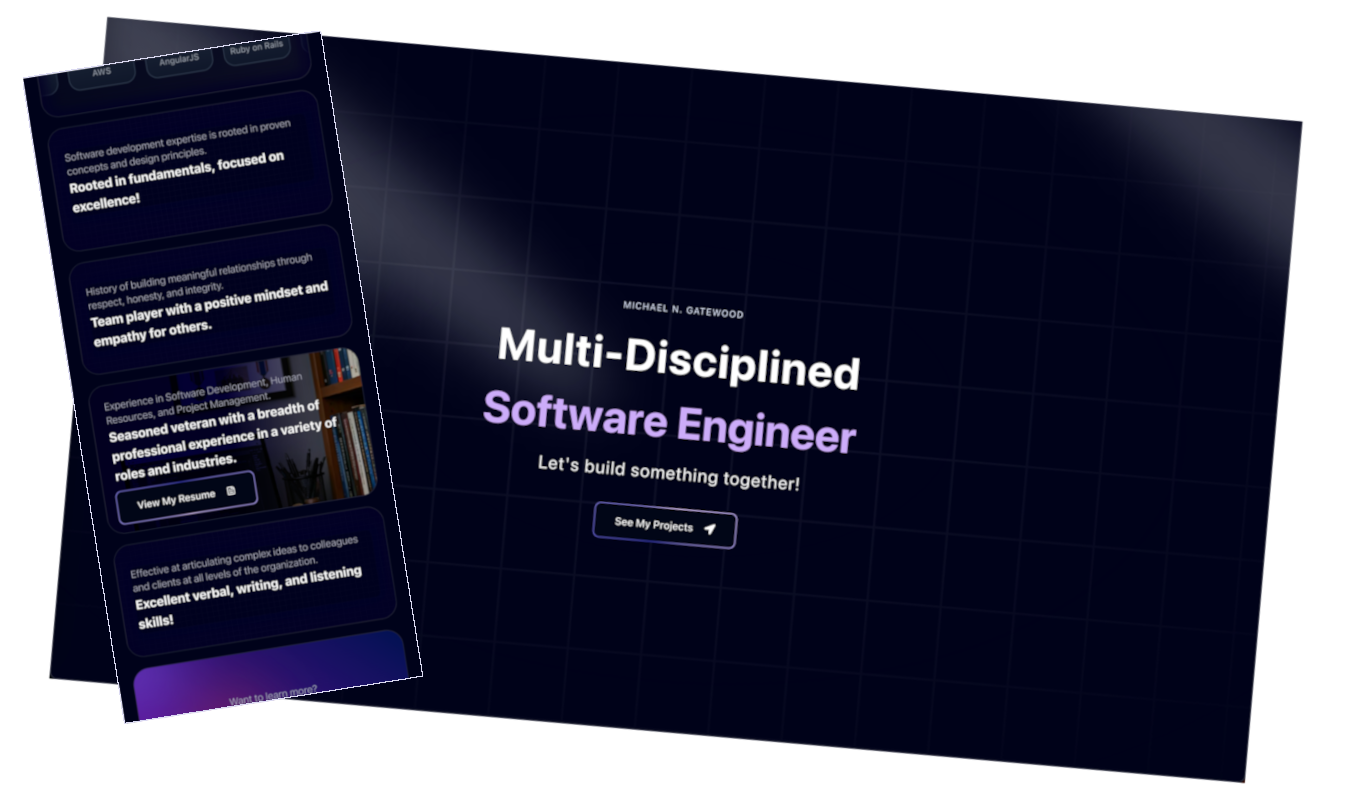 AWS
AngularJS
Ruby on Rails
Software development expertise is rooted in proven
concepts and design principles.
Rooted in fundamentals, focused on
excellence!
History of building meaningful relationships through
respect, honesty, and integrity.
Team player with a positive mindset and
empathy for others.
Experience in Software Development, Human
Resources, and Project Management.
Seasoned veteran with a breadth of
professional experience in a variety of
roles and industries.
View My Resume
Effective at articulating complex ideas to colleagues
and clients at all levels of the organization.
Excellent verbal, writing, and listening
skills!
Want to learn more?
MICHAEL N. GATEWOOD
Multi-Disciplined
Software Engineer
Let's build something together!
See My Projects